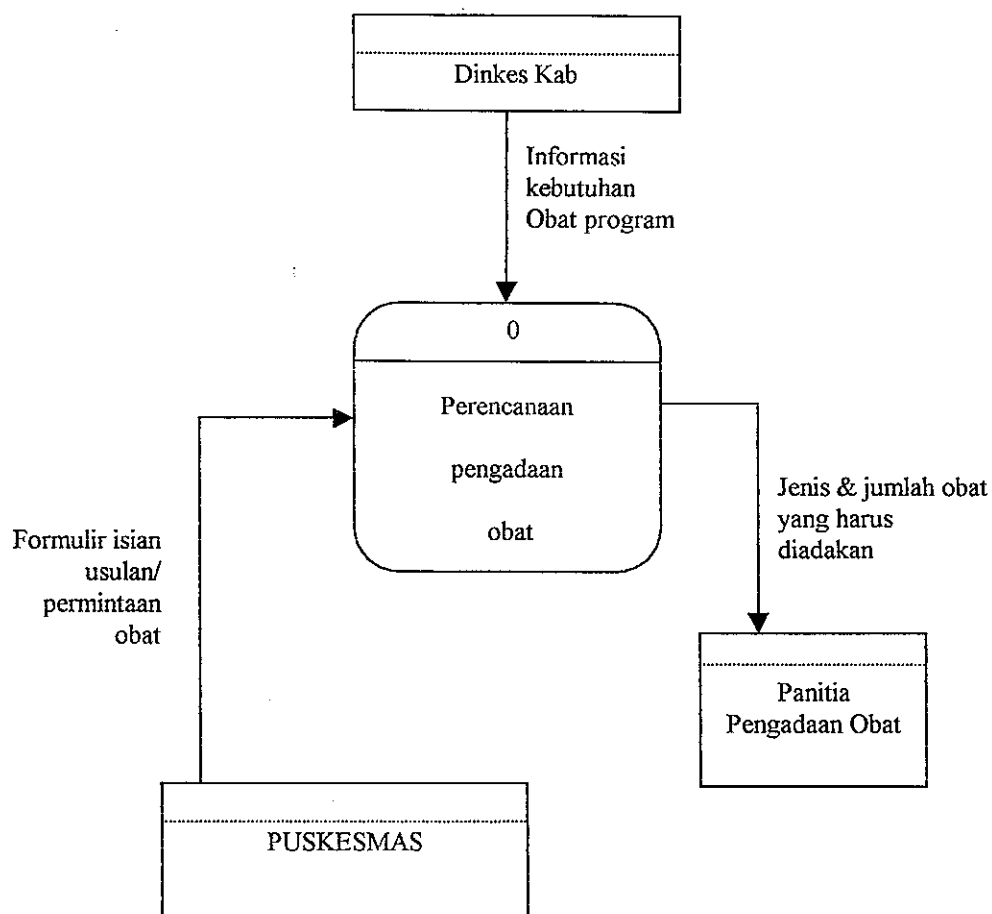 Dinkes Kab
Informasi
kebutuhan
Obat program
0
Perencanaan
pengadaan
obat
Jenis & jumlah obat
yang harus
diadakan
Formulir isian
usulan/
permintaan
obat
Panitia
Pengadaan Obat
PUSKESMAS